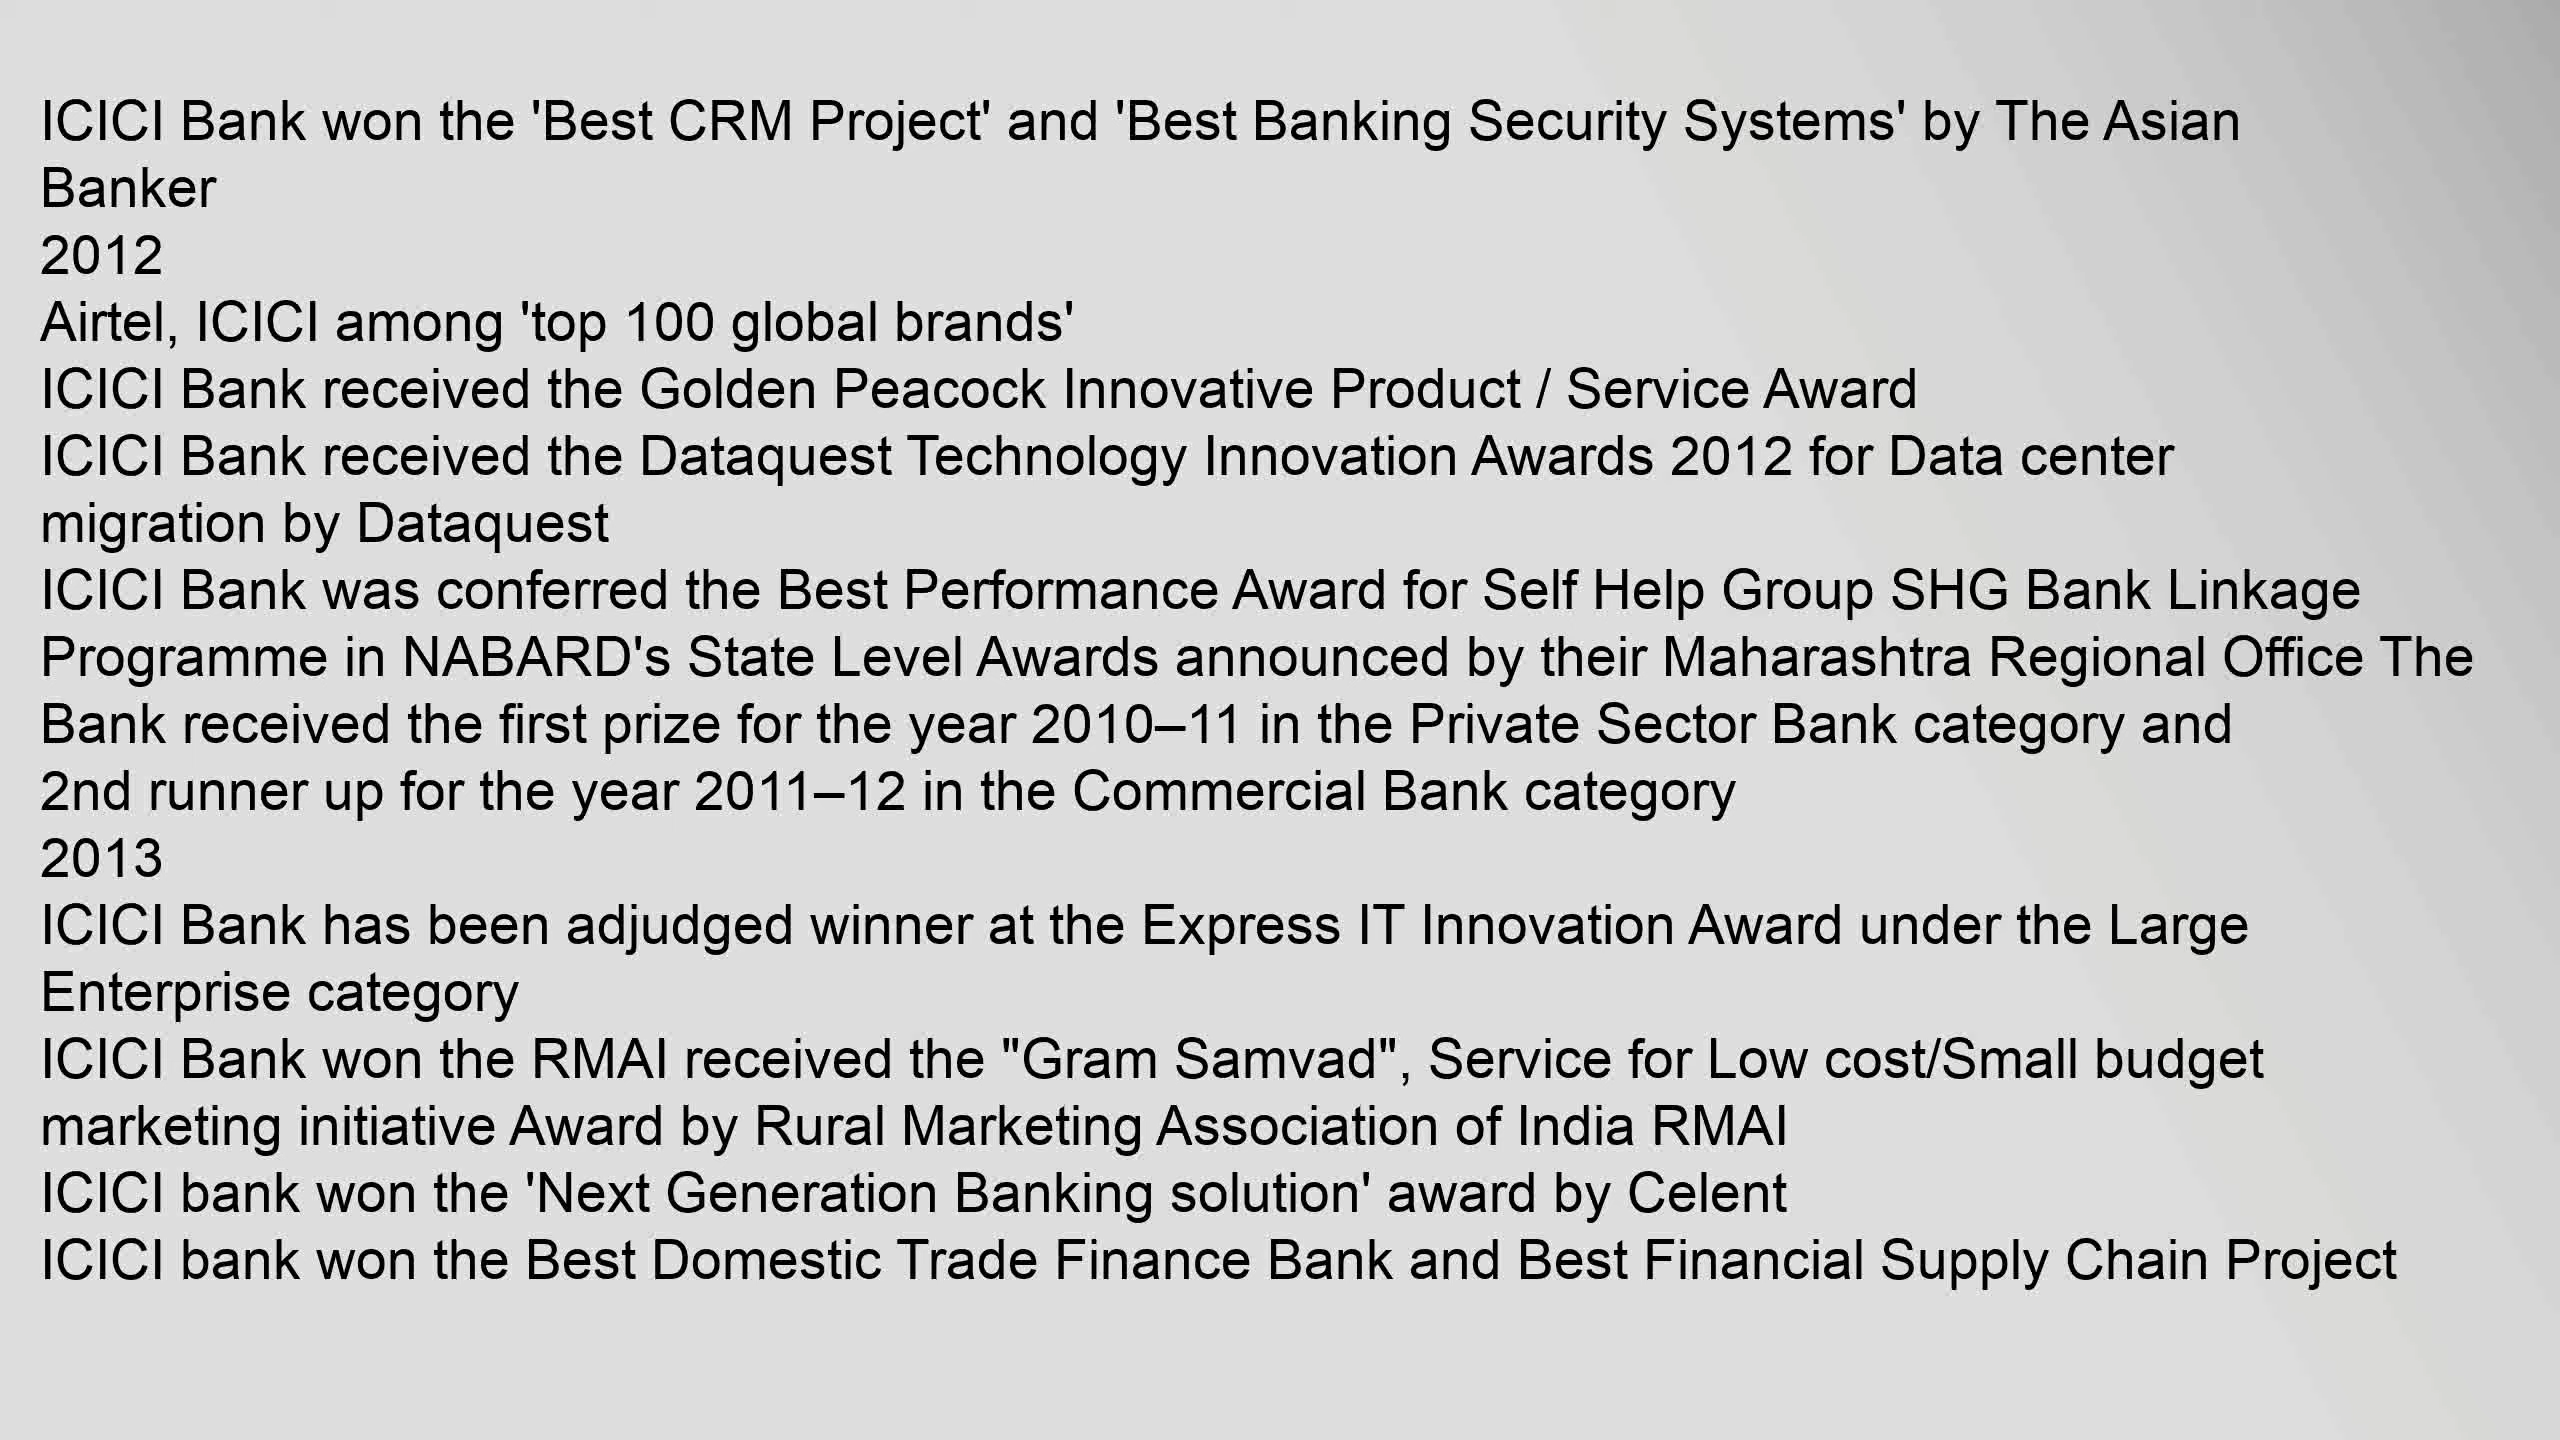 ICICI Bank won the 'Best CRM Project' and 'Best Banking Security Systems' by The Asian
Banker
2012
Airtel, ICICI among 'top 100 global brands'
ICICI Bank received the Golden Peacock Innovative Product / Service Award
ICICI Bank received the Dataquest Technology Innovation Awards 2012 for Data center
migration by Dataquest
ICICI Bank was conferred the Best Performance Award for Self Help Group SHG Bank Linkage
Programme in NABARD's State Level Awards announced by their Maharashtra Regional Office The
Bank received the first prize for the year 2010–11 in the Private Sector Bank category and
2nd runner up for the year 2011–12 in the Commercial Bank category
2013
ICICI Bank has been adjudged winner at the Express IT Innovation Award under the Large
Enterprise category
ICICI Bank won the RMAI received the "Gram Samvad", Service for Low cost/Small budget
marketing initiative Award by Rural Marketing Association of India RMAI
ICICI bank won the 'Next Generation Banking solution' award by Celent
ICICI bank won the Best Domestic Trade Finance Bank and Best Financial Supply Chain Project